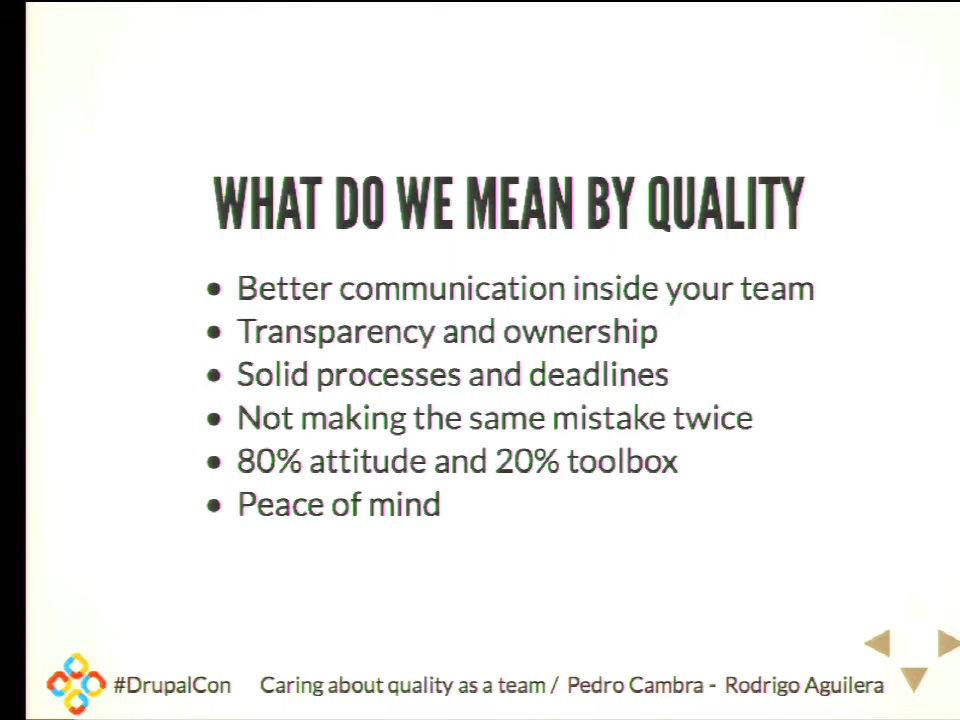 WHAT DO WE MEAN BY QUALITY
• Better communication inside your team
• Transparency and ownership
• Solid processes and deadlines
• Not making the same mistake twice
• 80% attitude and 20% toolbox
• Peace of mind
#DrupalCon Caring about quality as a team / Pedro Cambra - Rodrigo Aguilera